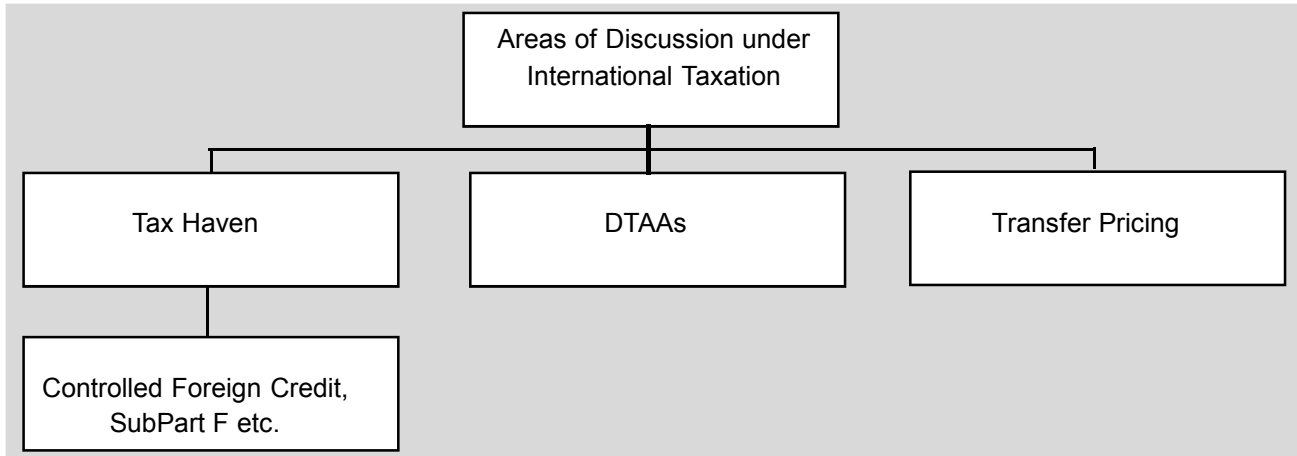 Areas of Discussion under
International Taxation
Tax Haven
DTAAs
Transfer Pricing
Controlled Foreign Credit,
SubPart F etc.